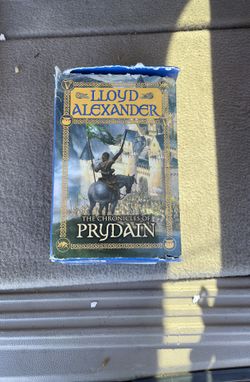 LLOYD
ALEXANDER
THE CHRONICLES OF
PRYDAIN